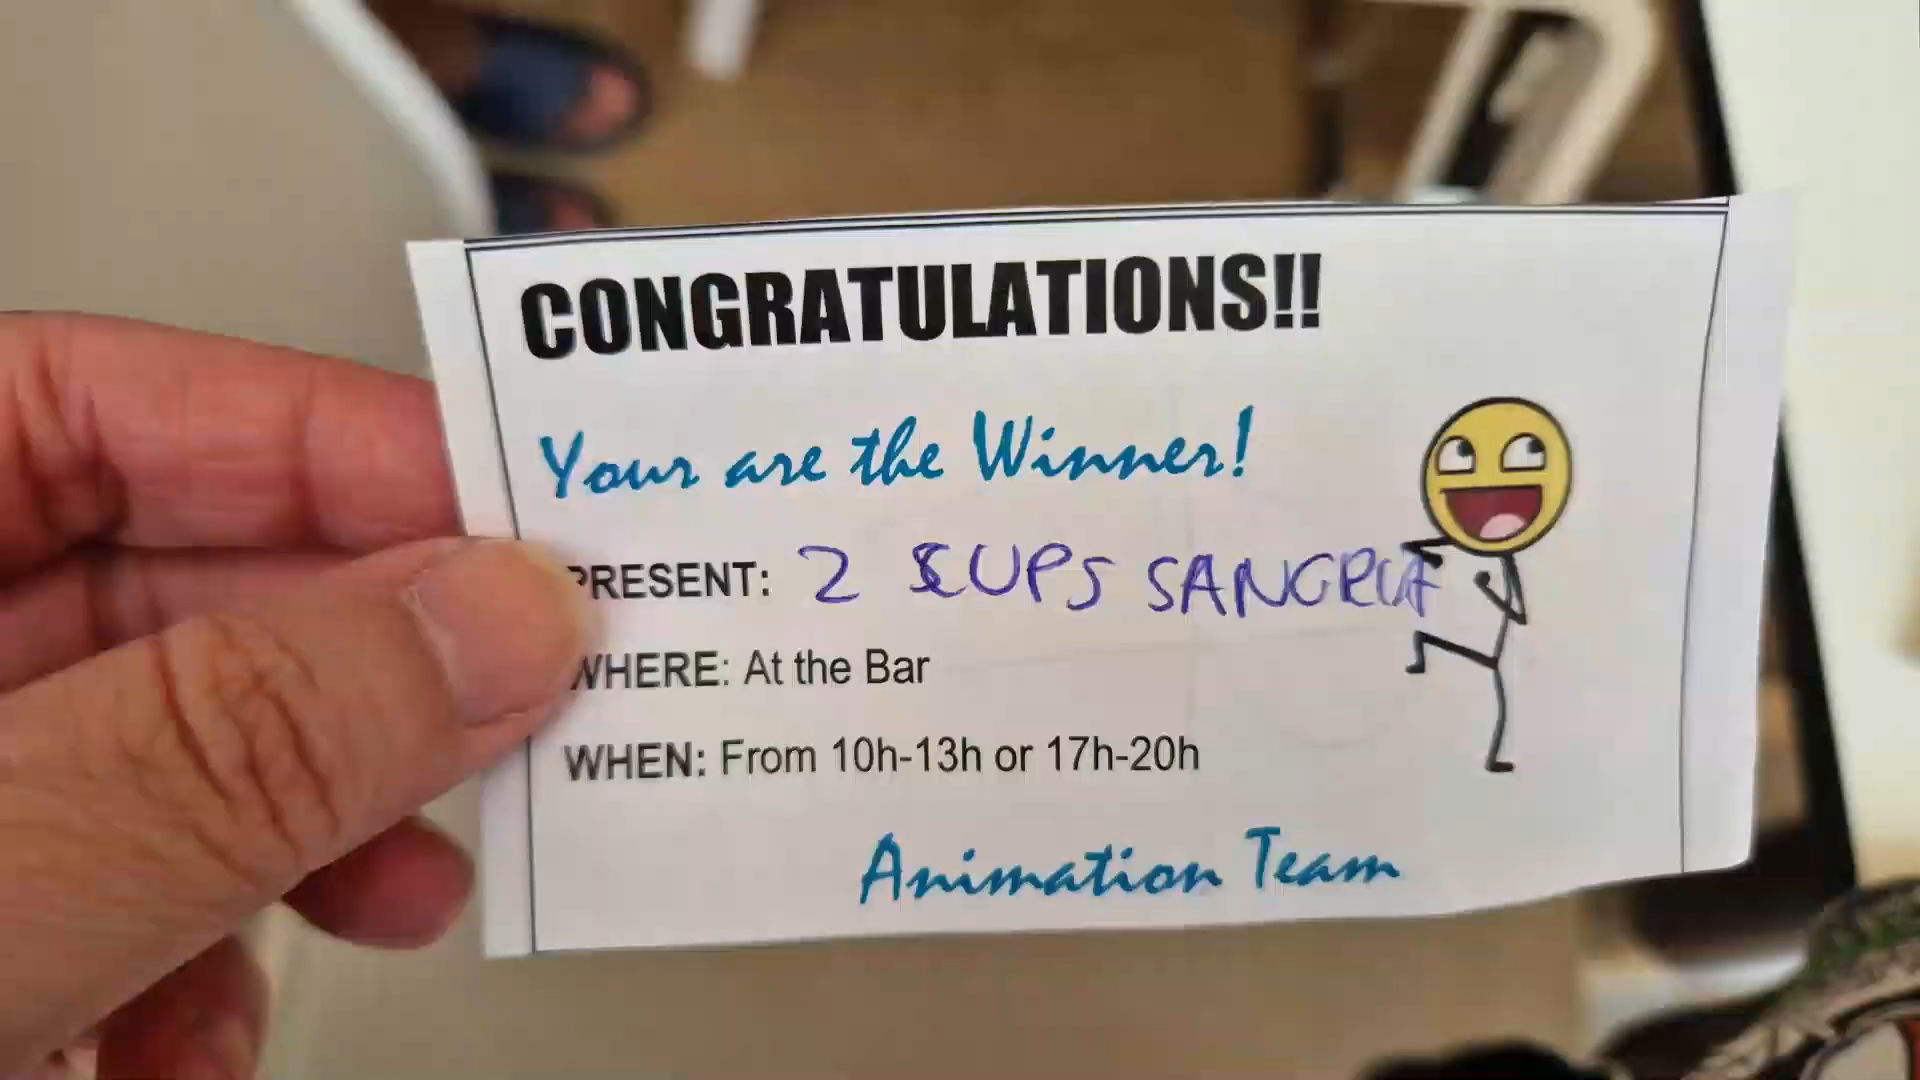 CONGRATULATIONS!!
Your are the Winner!
PRESENT: 2 CUPS SANGRIA
WHERE: At the Bar
WHEN: From 10h-13h or 17h-20h
Animation Team